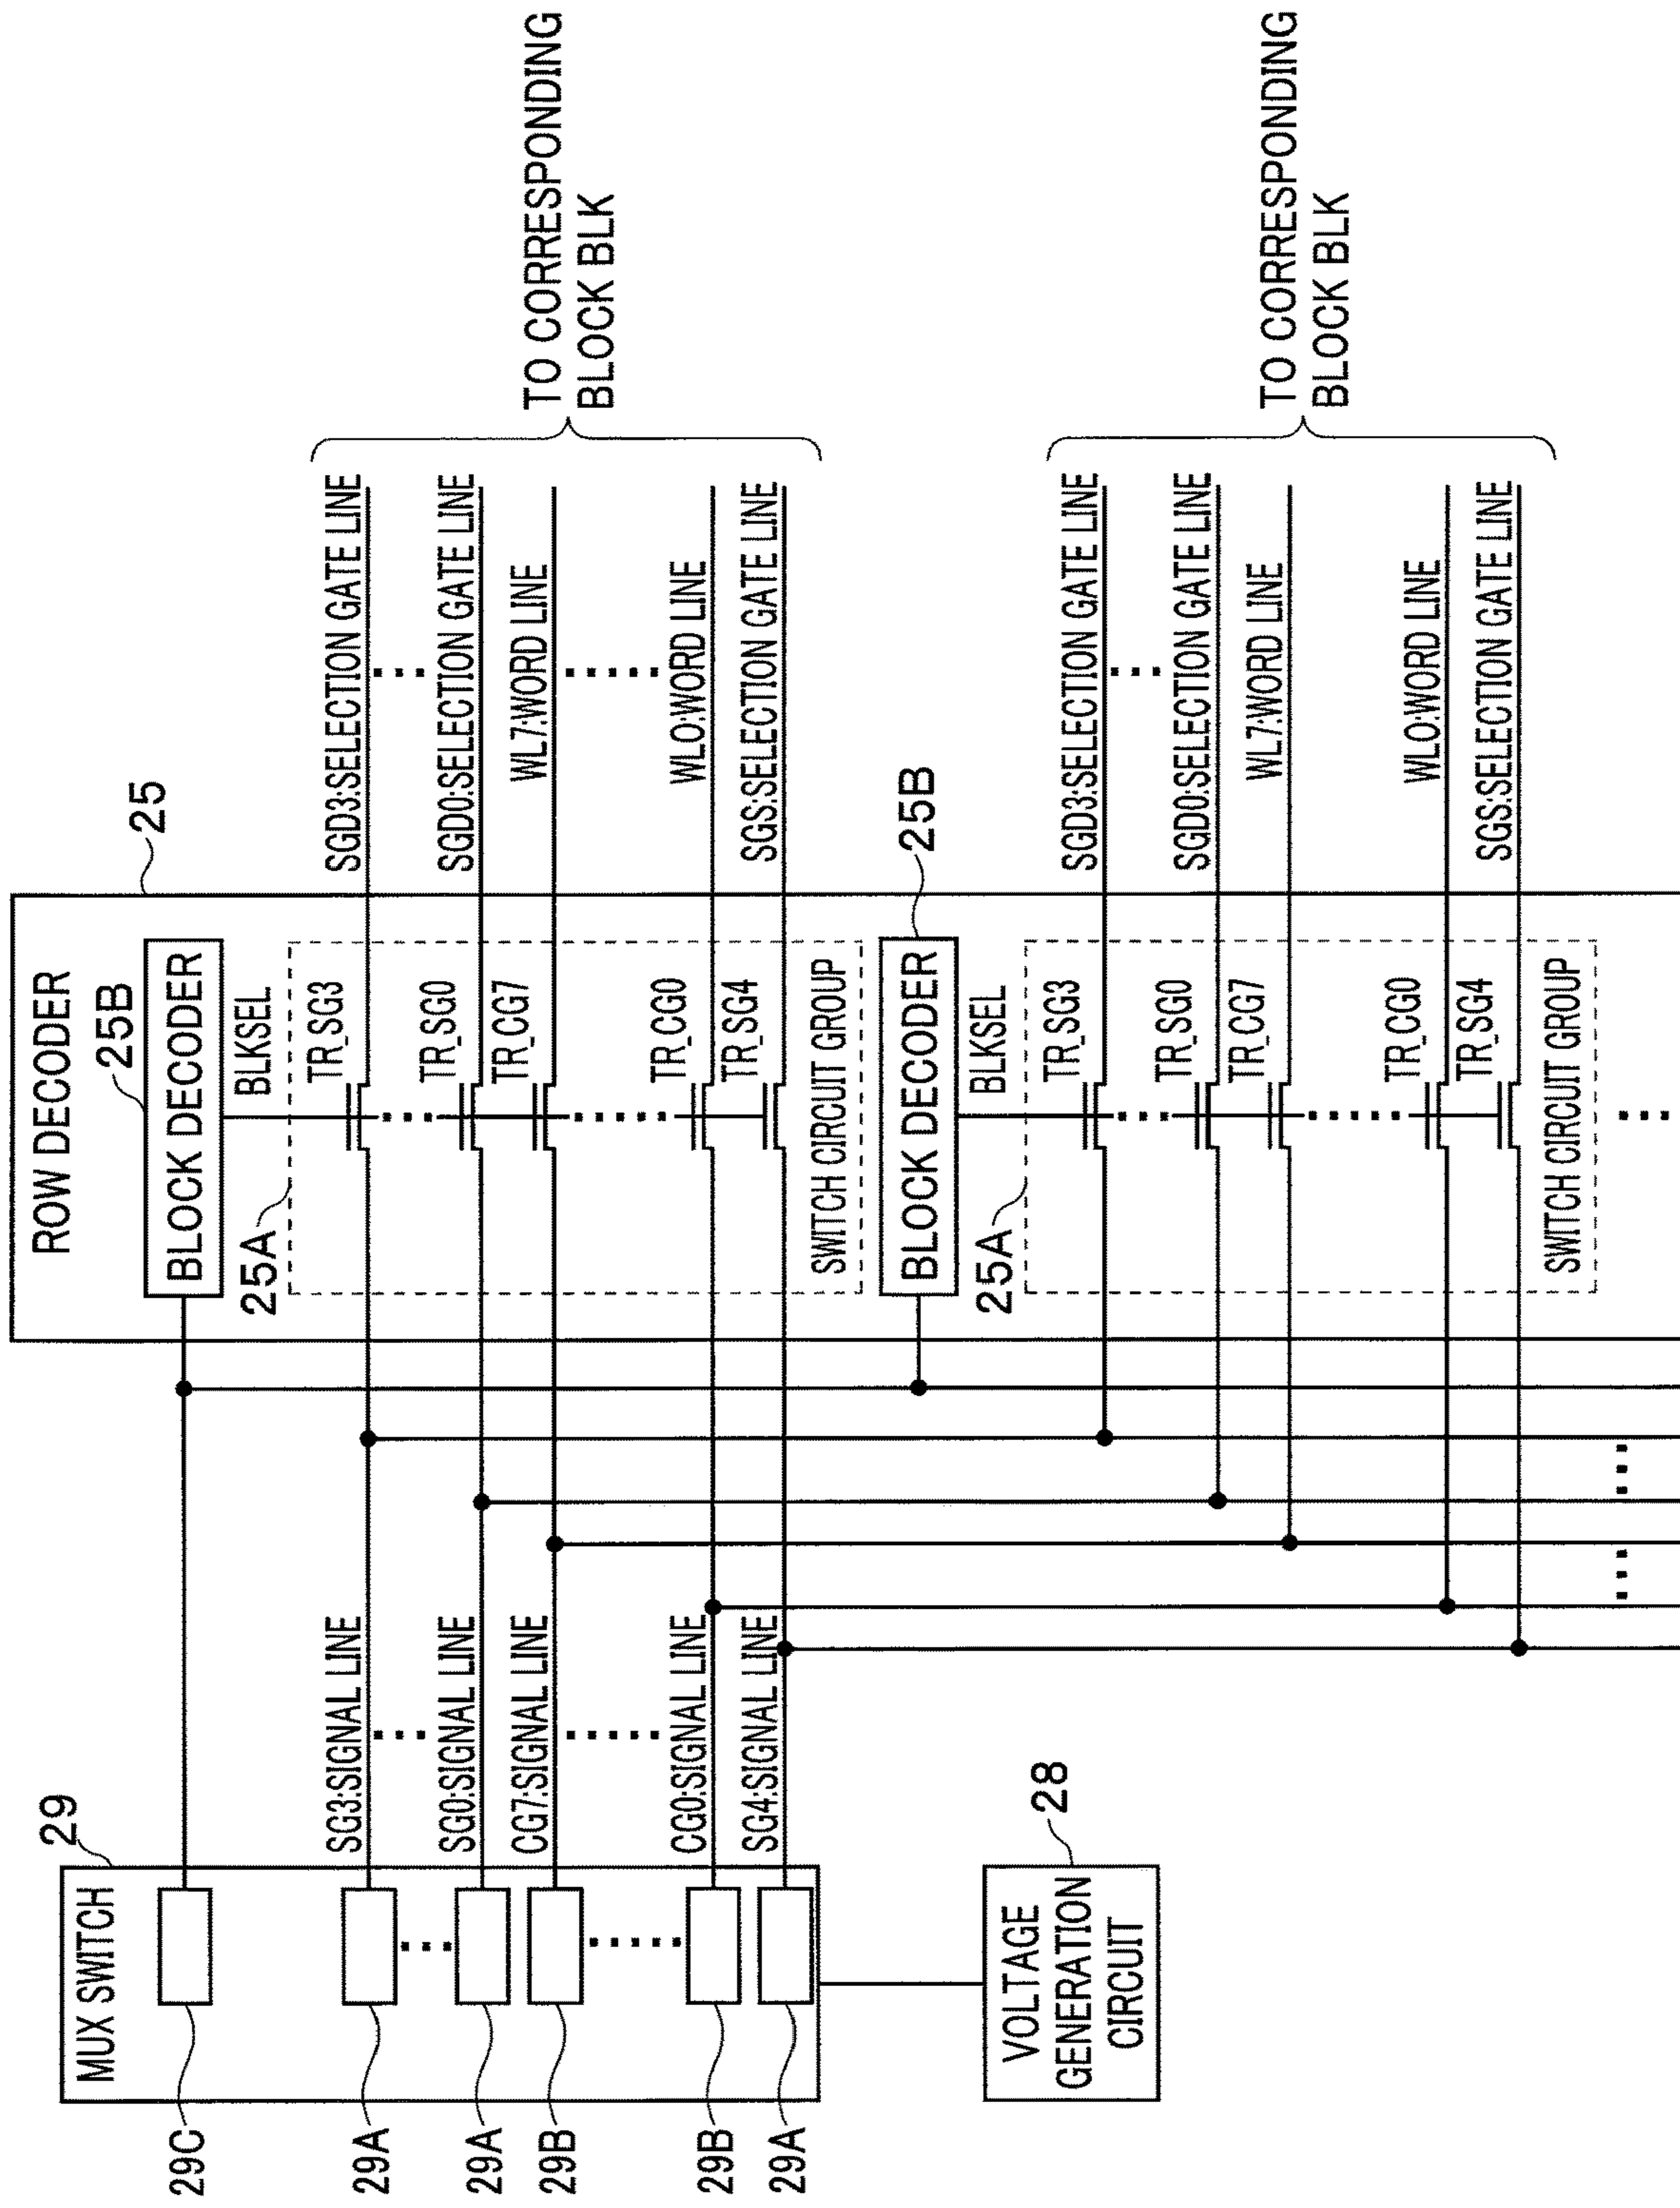 29
MUX SWITCH
29C
29A
29A
29B
29B
29A
VOLTAGE
GENERATION
CIRCUIT
28
SG3:SIGNAL LINE
SG0:SIGNAL LINE
CG7:SIGNAL LINE
CG0:SIGNAL LINE
SG4:SIGNAL LINE
ROW DECODER
25
25B
BLOCK DECODER
BLKSEL
25A
TR_SG3
TR_SG0
TR_CG7
TR_CG0
TR_SG4
SWITCH CIRCUIT GROUP
SGD3:SELECTION GATE LINE
SGD0:SELECTION GATE LINE
WL7:WORD LINE
WL0:WORD LINE
SGS:SELECTION GATE LINE
TO CORRESPONDING
BLOCK BLK
25B
BLOCK DECODER
BLKSEL
25A
TR_SG3
TR_SG0
TR_CG7
TR_CG0
TR_SG4
SWITCH CIRCUIT GROUP
SGD3:SELECTION GATE LINE
SGD0:SELECTION GATE LINE
WL7:WORD LINE
WL0:WORD LINE
SGS:SELECTION GATE LINE
TO CORRESPONDING
BLOCK BLK